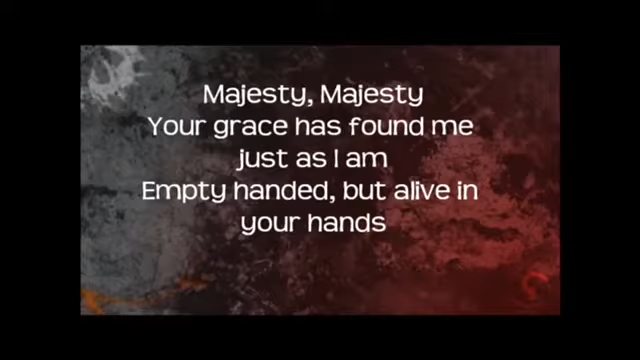 Majesty, Majesty
Your grace has found me
just as I am
Empty handed, but alive in
your hands